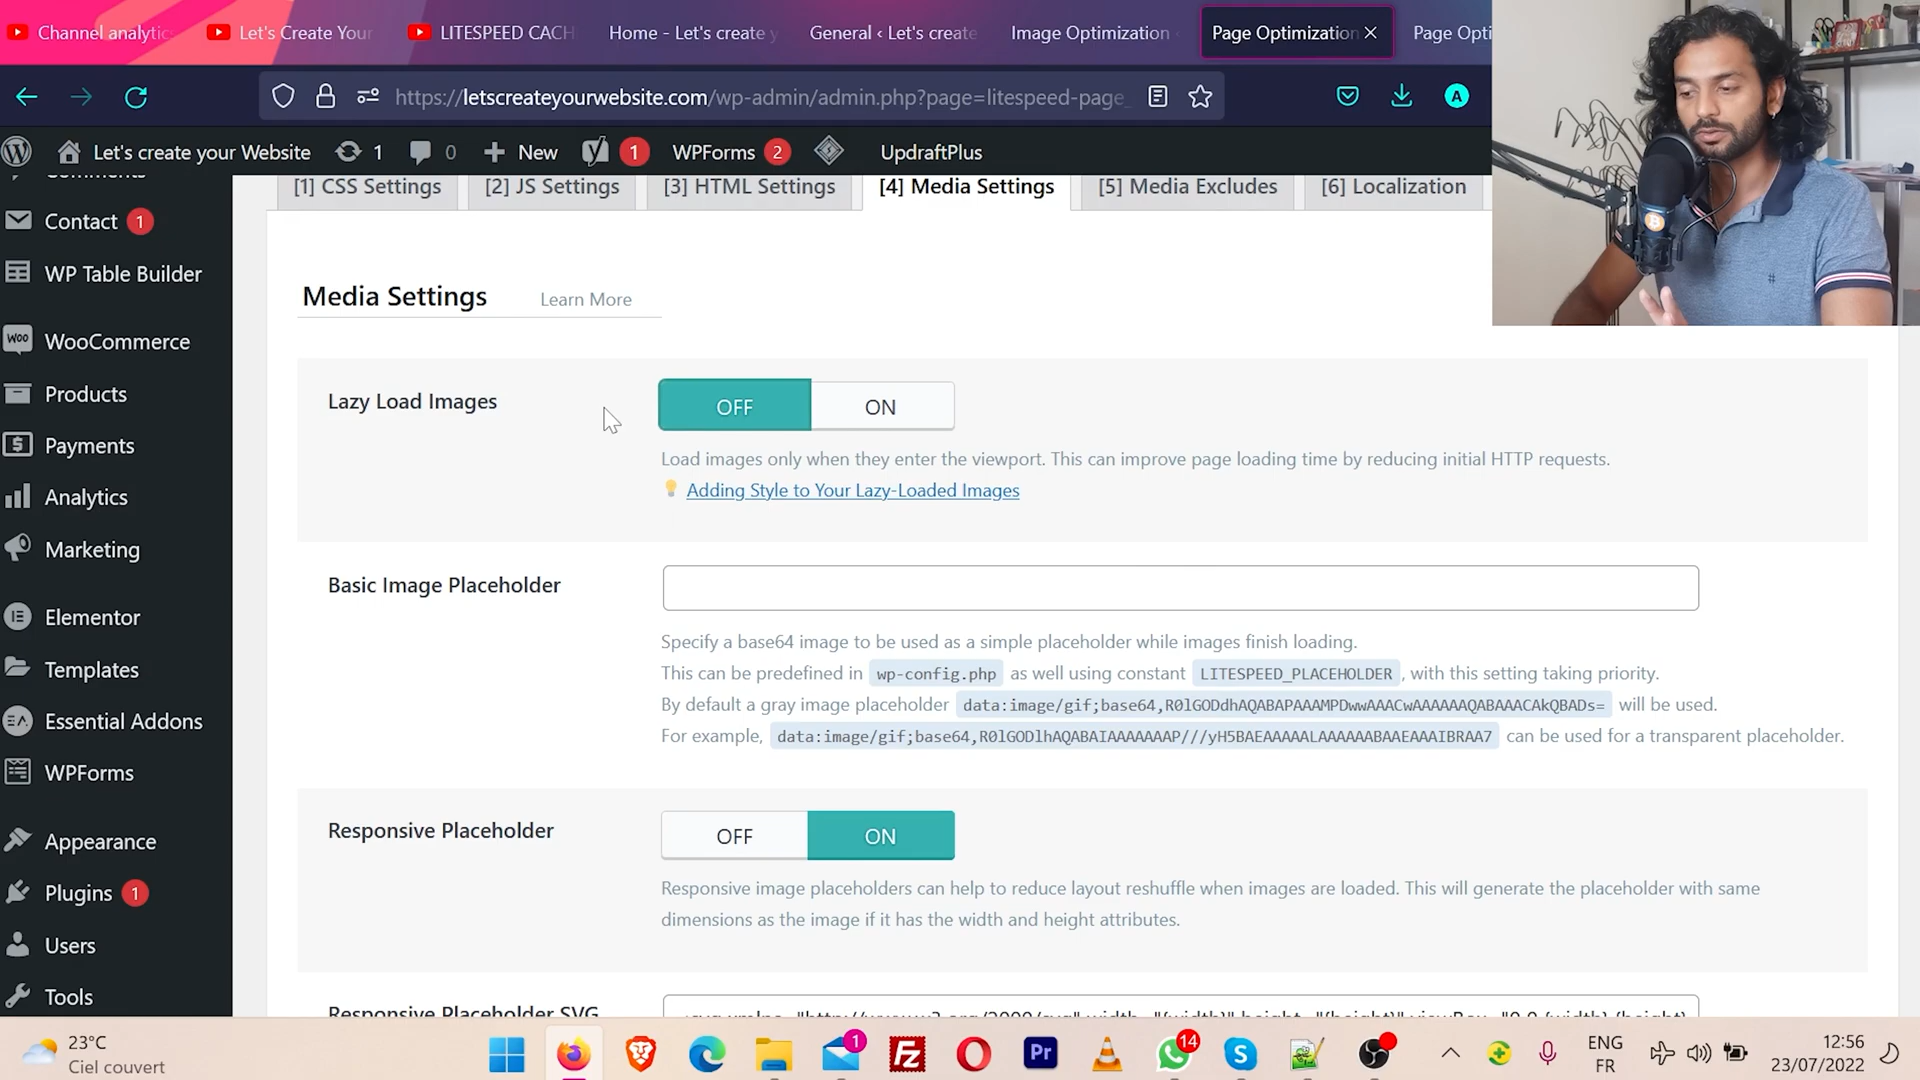 Channel analytic
Let's Create Your
LITESPEED CACH
Home - Let's create y
General ‹ Let's create
Image Optimization
Page Optimization
Page Opti
https://letscreateyourwebsite.com/wp-admin/admin.php?page=litespeed-page_
A
Let's create your Website
1
0
New
1
WPForms 2
UpdraftPlus
Comments
Contact 1
WP Table Builder
WooCommerce
Products
Payments
Analytics
Marketing
Elementor
Templates
Essential Addons
WPForms
Appearance
Plugins 1
Users
Tools
[1] CSS Settings
[2] JS Settings
[3] HTML Settings
[4] Media Settings
[5] Media Excludes
[6] Localization
Media Settings
Learn More
Lazy Load Images
OFF
ON
Load images only when they enter the viewport. This can improve page loading time by reducing initial HTTP requests.
Adding Style to Your Lazy-Loaded Images
Basic Image Placeholder
Specify a base64 image to be used as a simple placeholder while images finish loading.
This can be predefined in wp-config.php as well using constant LITESPEED_PLACEHOLDER, with this setting taking priority.
By default a gray image placeholder data:image/gif;base64,R0lGODdhAQABAPAAAMPDwwAAACwAAAAAAQABAAACAkQBADs= will be used.
For example, data:image/gif;base64,R0lGODlhAQABAIAAAAAAAP///yH5BAEAAAAALAAAAAABAAEAAAIBRAA7 can be used for a transparent placeholder.
Responsive Placeholder
OFF
ON
Responsive image placeholders can help to reduce layout reshuffle when images are loaded. This will generate the placeholder with same
dimensions as the image if it has the width and height attributes.
Responsive Placeholder SVG
23°C
Ciel couvert
1
Pr
14
ENG
FR
12:56
23/07/2022